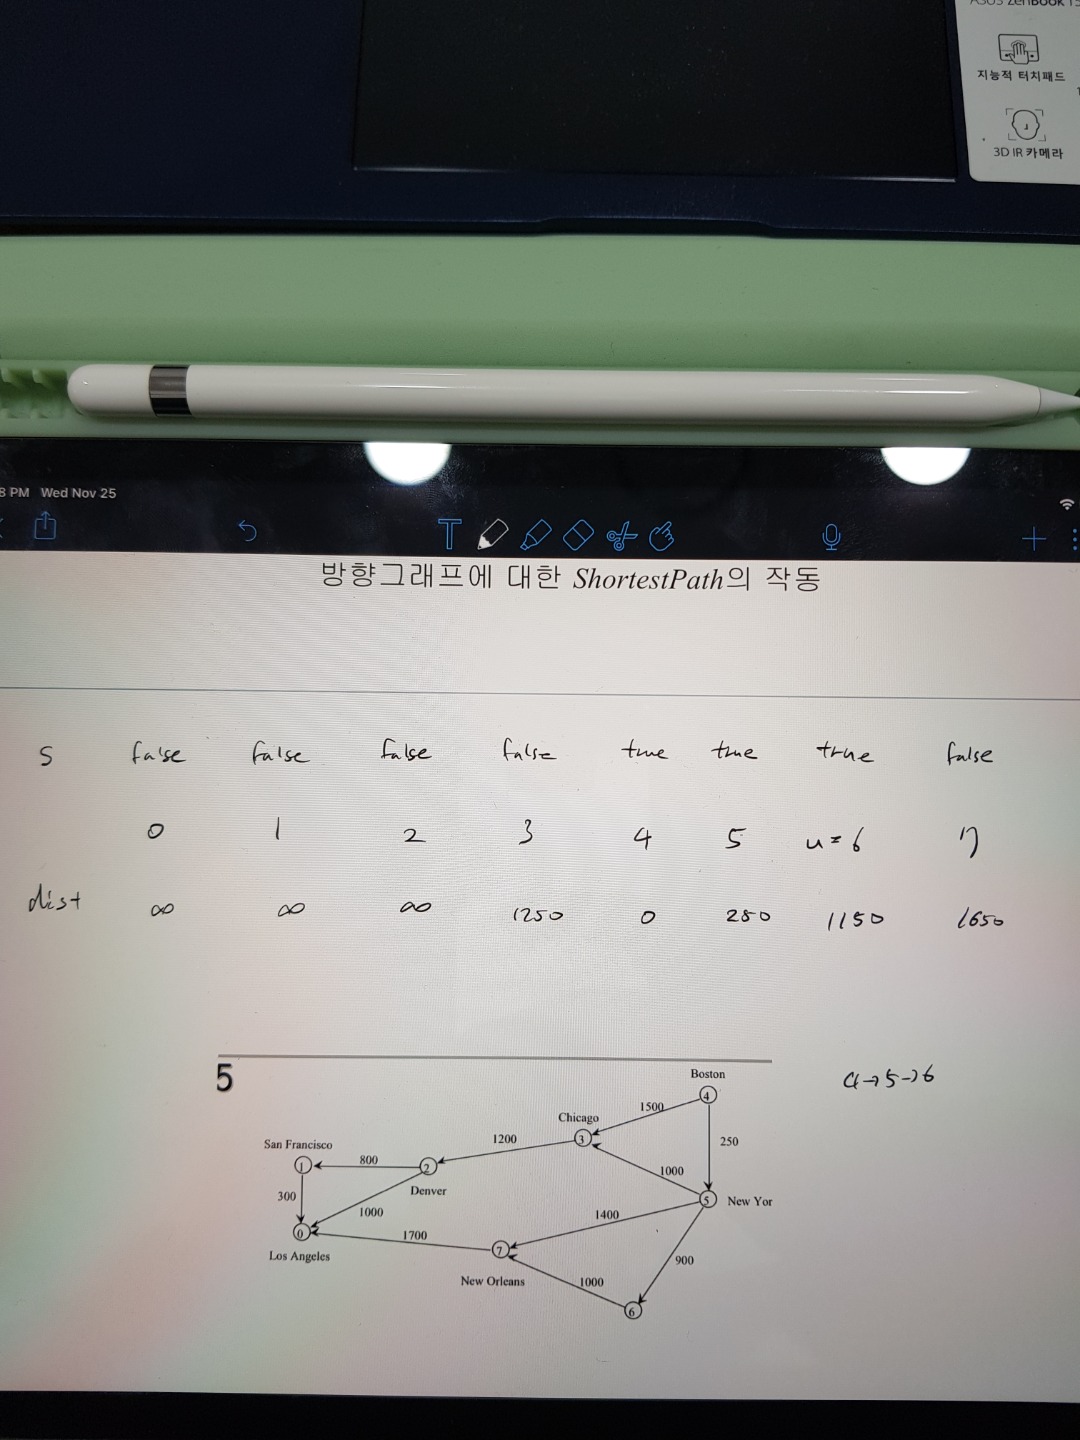 ASUS ZenBook 15
지능적 터치패드
3D IR 카메라
8 PM Wed Nov 25
T
방향그래프에 대한 ShortestPath의 작동
S false false false false true true true false
0 1 2 3 4 5 u=6 7
dist ∞ ∞ ∞ 1250 0 250 1150 1650
5
4→5→6
Boston
4
1500
Chicago
3
250
San Francisco
1200
800
1
2
1000
Denver
300
5
New Yor
1000
1400
0
1700
Los Angeles
7
900
New Orleans
1000
6